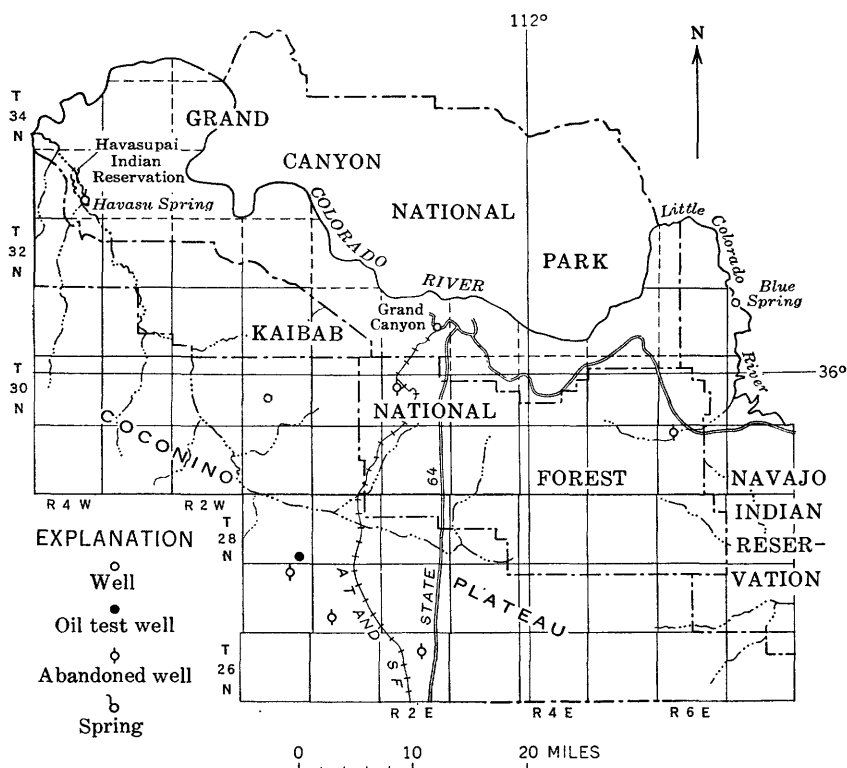 112°
N
T
34
N
GRAND
Havasupai
Indian
Reservation
CANYON
Havasu Spring
COLORADO
NATIONAL
Little
Colorado
T
32
N
PARK
RIVER
Blue
Spring
Grand
Canyon
KAIBAB
River
36°
T
30
N
NATIONAL
COCONINO
64
FOREST
NAVAJO
R 4 W
R 2 W
INDIAN
EXPLANATION
T
28
N
RESER-
Well
VATION
Oil test well
A T AND
S F
STATE
PLATEAU
Abandoned well
T
26
N
Spring
R 2 E
R 4 E
R 6 E
0 10 20 MILES